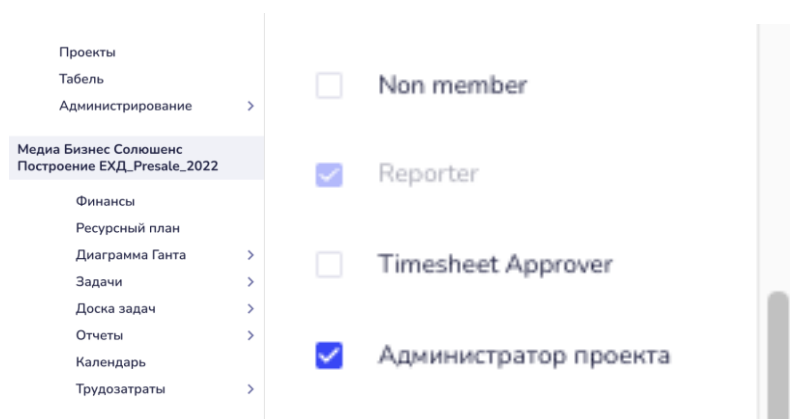 Проекты
Табель
Администрирование
Медиа Бизнес Солюшенс
Построение ЕХД_Presale_2022
Финансы
Ресурсный план
Диаграмма Ганта
Задачи
Доска задач
Отчеты
Календарь
Трудозатраты
Non member
Reporter
Timesheet Approver
Администратор проекта